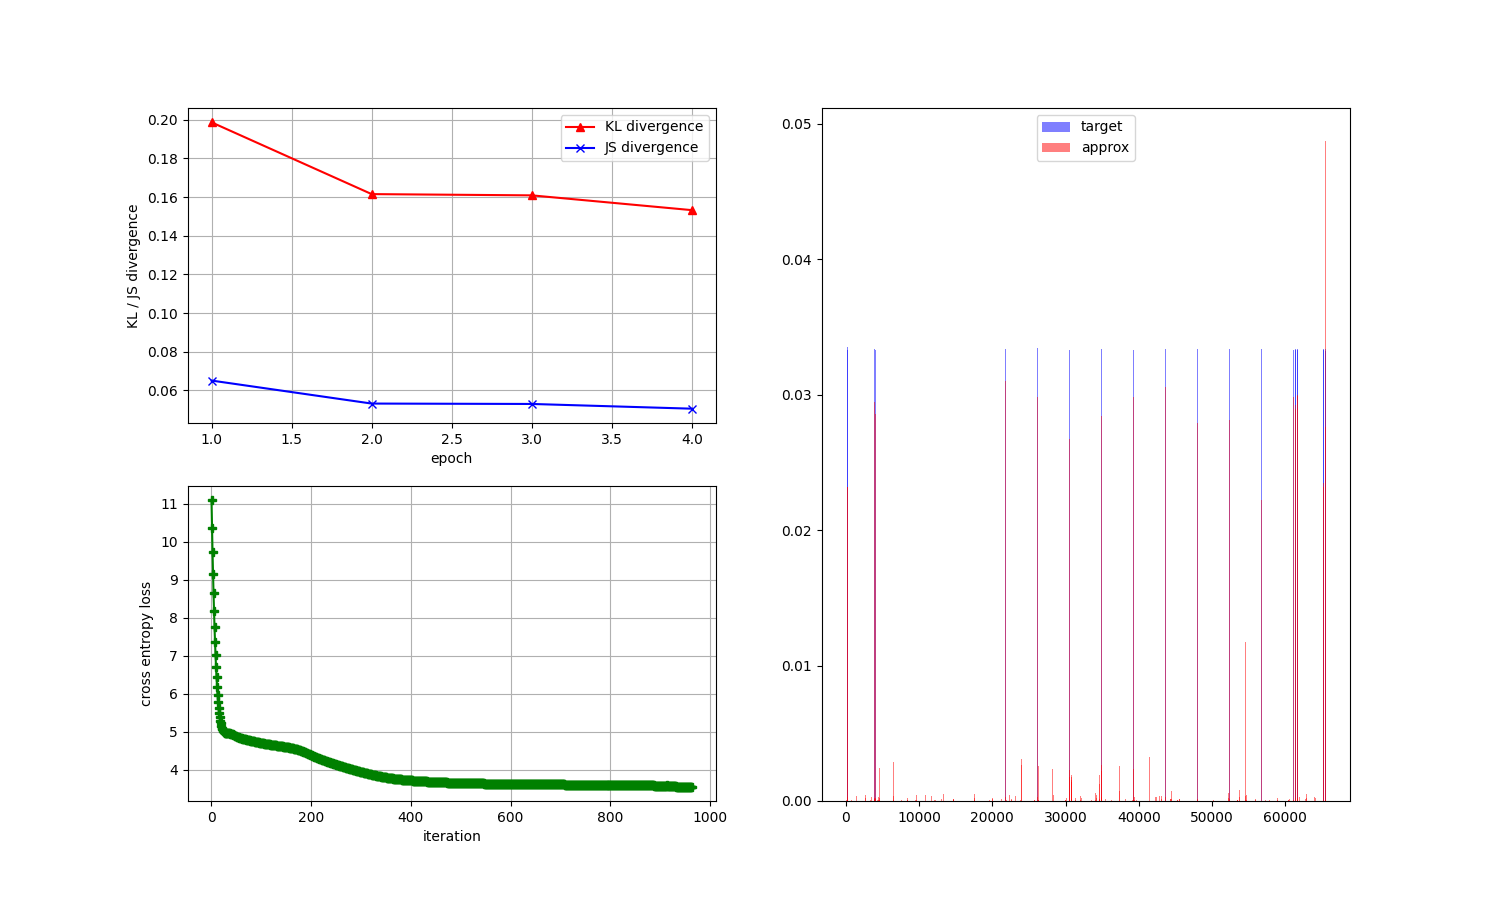 0.20
0.18
0.16
0.14
0.12
0.10
0.08
0.06
KL / JS divergence
KL divergence
JS divergence
1.0 1.5 2.0 2.5 3.0 3.5 4.0
epoch
11
10
9
8
7
6
5
4
cross entropy loss
0 200 400 600 800 1000
iteration
0.05
0.04
0.03
0.02
0.01
0.00
target
approx
0 10000 20000 30000 40000 50000 60000